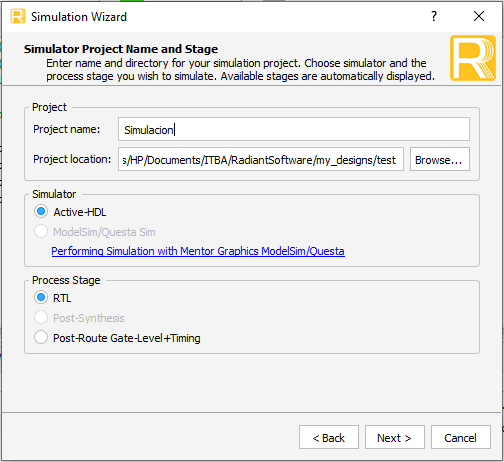 Simulation Wizard
Simulator Project Name and Stage
Enter name and directory for your simulation project. Choose simulator and the
process stage you wish to simulate. Available stages are automatically displayed.
Project
Project name: Simulacion
Project location: s/HP/Documents/ITBA/RadiantSoftware/my_designs/test Browse...
Simulator
Active-HDL
ModelSim/Questa Sim
Performing Simulation with Mentor Graphics ModelSim/Questa
Process Stage
RTL
Post-Synthesis
Post-Route Gate-Level+Timing
< Back Next > Cancel